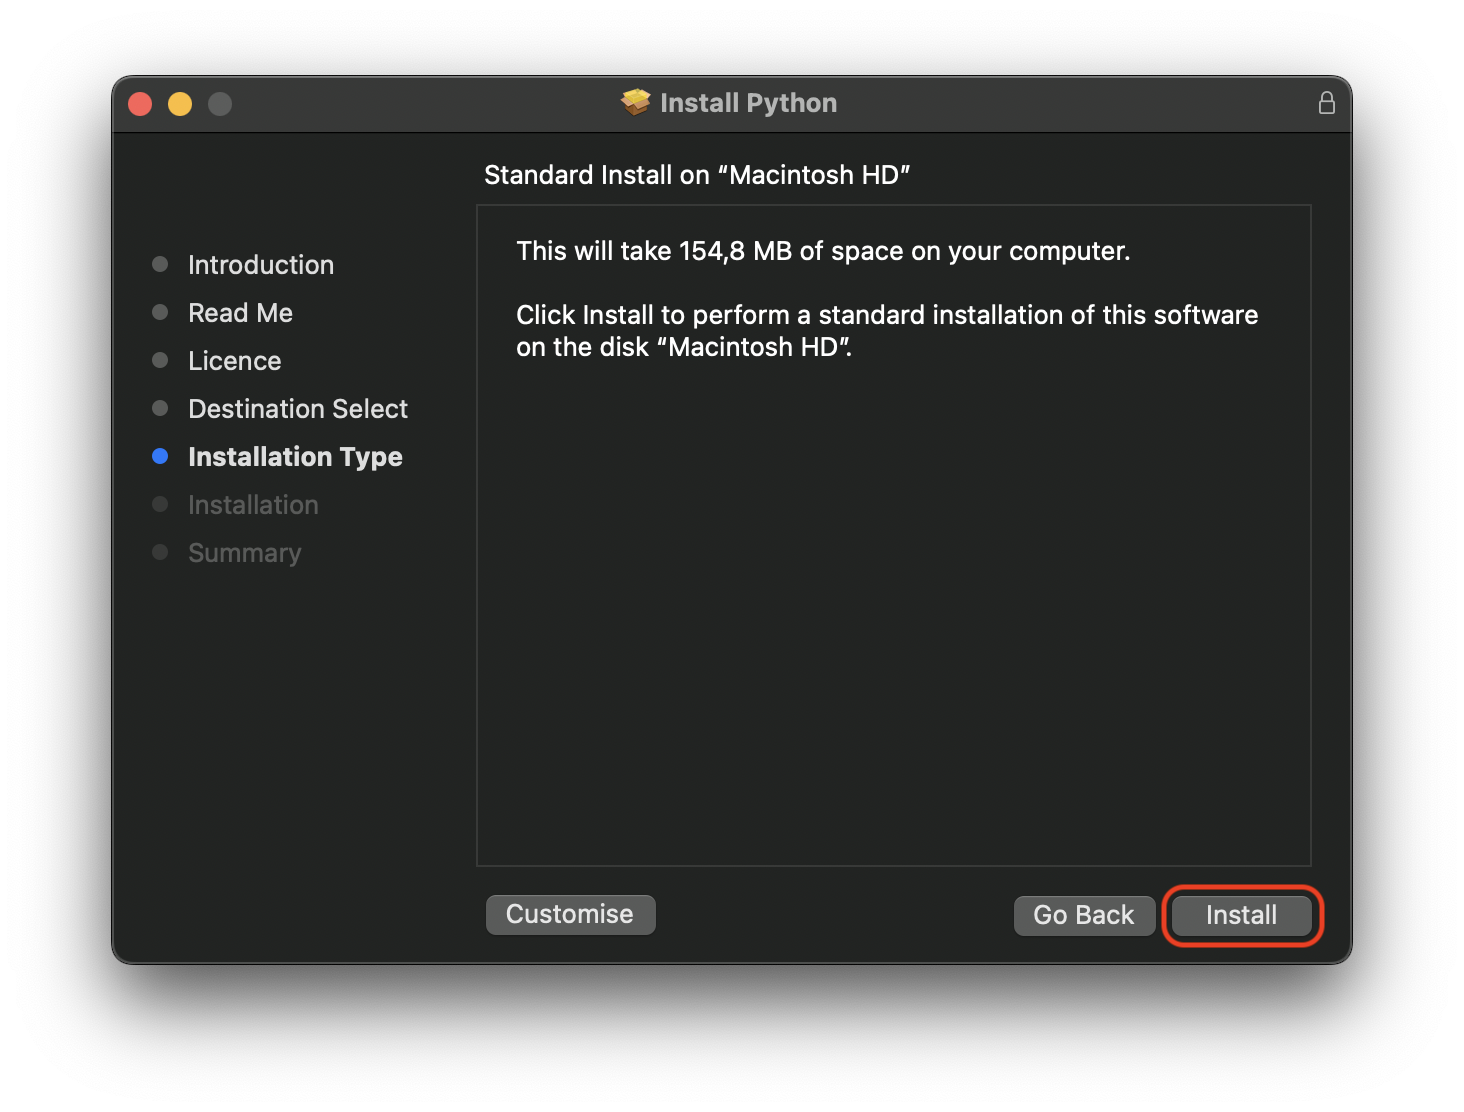 Install Python
Standard Install on “Macintosh HD”
Introduction
Read Me
Licence
Destination Select
Installation Type
Installation
Summary
This will take 154,8 MB of space on your computer.
Click Install to perform a standard installation of this software
on the disk “Macintosh HD”.
Customise
Go Back
Install